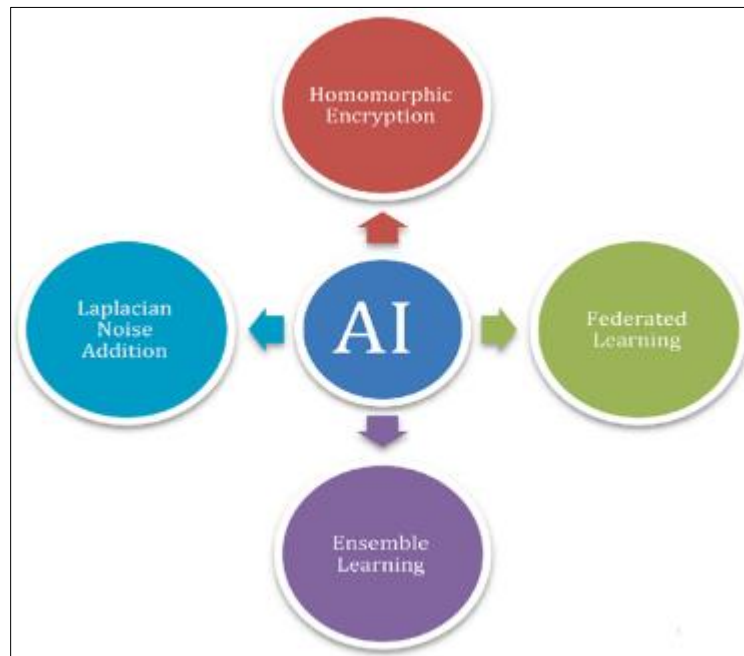 Homomorphic
Encryption
Laplacian
Noise
Addition
AI
Federated
Learning
Ensemble
Learning